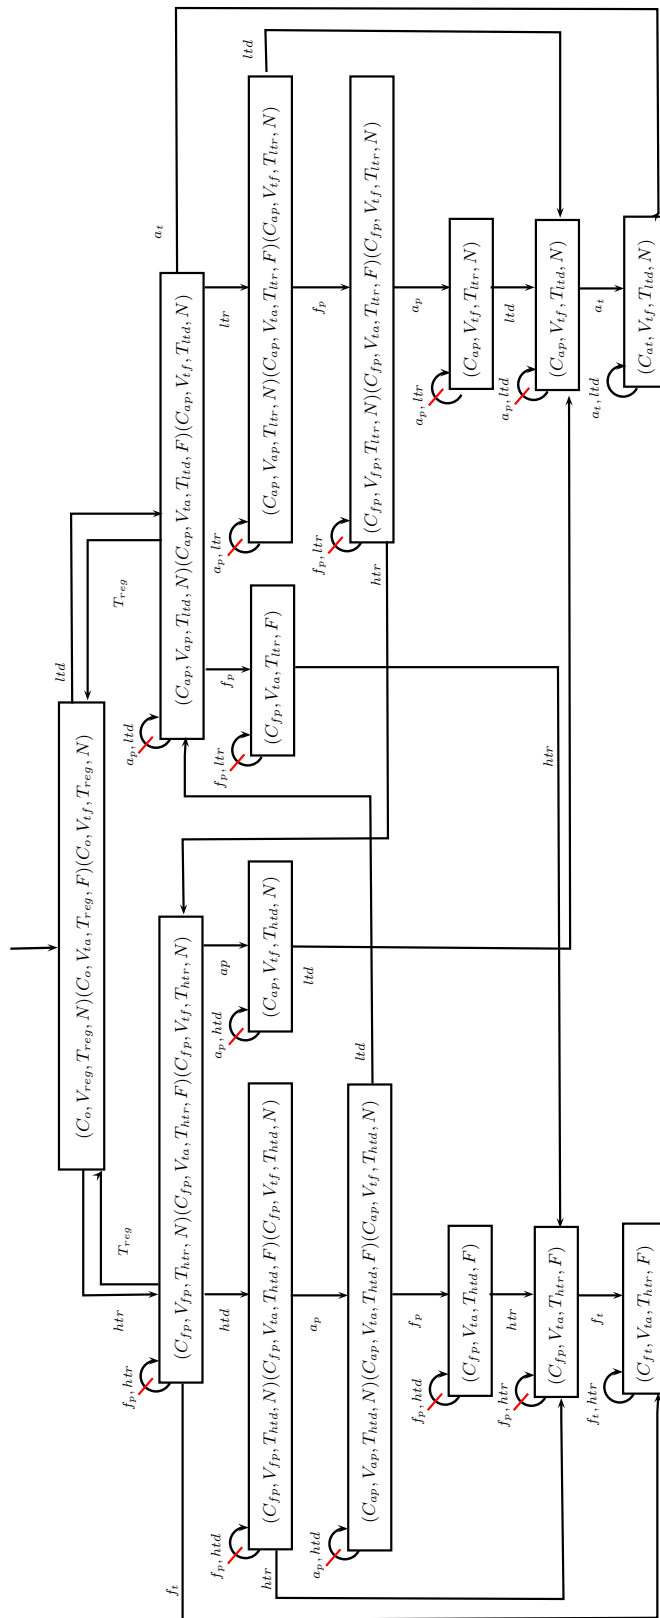 ltd
(C_o, V_reg, T_reg, N)(C_o, V_ta, T_reg, F)(C_o, V_tf, T_reg, N)
htr
T_reg
T_reg
f_p, htr
a_p, ltd
a_t
f_t
(C_fp, V_fp, T_htr, N)(C_fp, V_ta, T_htr, F)(C_fp, V_tf, T_htr, N)
(C_ap, V_ap, T_ltd, N)(C_ap, V_ta, T_ltd, F)(C_ap, V_tf, T_ltd, N)
htd
ap
f_p
ltr
f_p, htd
a_p, htd
f_p, ltr
a_p, ltr
ltd
htr
(C_fp, V_fp, T_htd, N)(C_fp, V_ta, T_htd, F)(C_fp, V_tf, T_htd, N)
(C_ap, V_tf, T_htd, N)
(C_fp, V_ta, T_ltr, F)
(C_ap, V_ap, T_ltr, N)(C_ap, V_ta, T_ltr, F)(C_ap, V_tf, T_ltr, N)
a_p
ltd
f_p
a_p, htd
f_p, ltr
(C_ap, V_ap, T_htd, N)(C_ap, V_ta, T_htd, F)(C_ap, V_tf, T_htd, N)
ltd
htr
(C_fp, V_fp, T_ltr, N)(C_fp, V_ta, T_ltr, F)(C_fp, V_tf, T_ltr, N)
f_p
a_p
f_p, htd
a_p, ltr
(C_fp, V_ta, T_htd, F)
(C_ap, V_tf, T_ltr, N)
htr
ltd
f_p, htr
htr
a_p, ltd
(C_fp, V_ta, T_htr, F)
(C_ap, V_tf, T_ltd, N)
f_t
a_t
f_t, htr
a_t, ltd
(C_ft, V_ta, T_htr, F)
(C_at, V_tf, T_ltd, N)